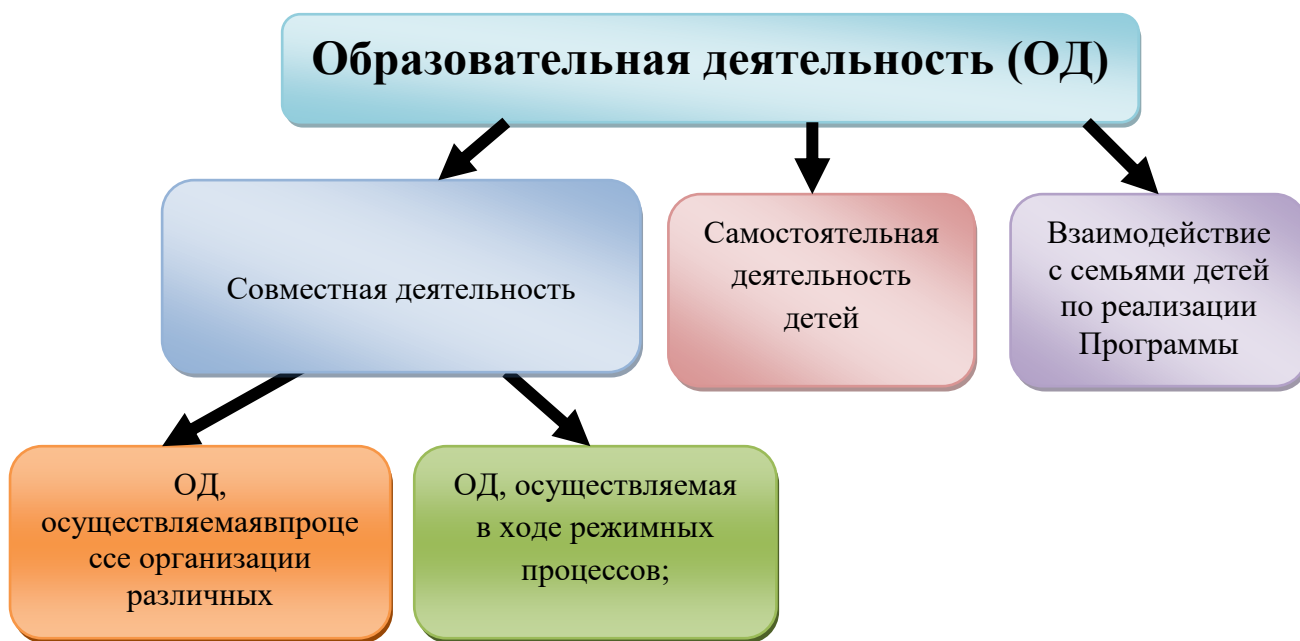 Образовательная деятельность (ОД)
Совместная деятельность
Самостоятельная
деятельность
детей
Взаимодействие
с семьями детей
по реализации
Программы
ОД,
осуществляемаявпроце
ссе организации
различных
ОД, осуществляемая
в ходе режимных
процессов;